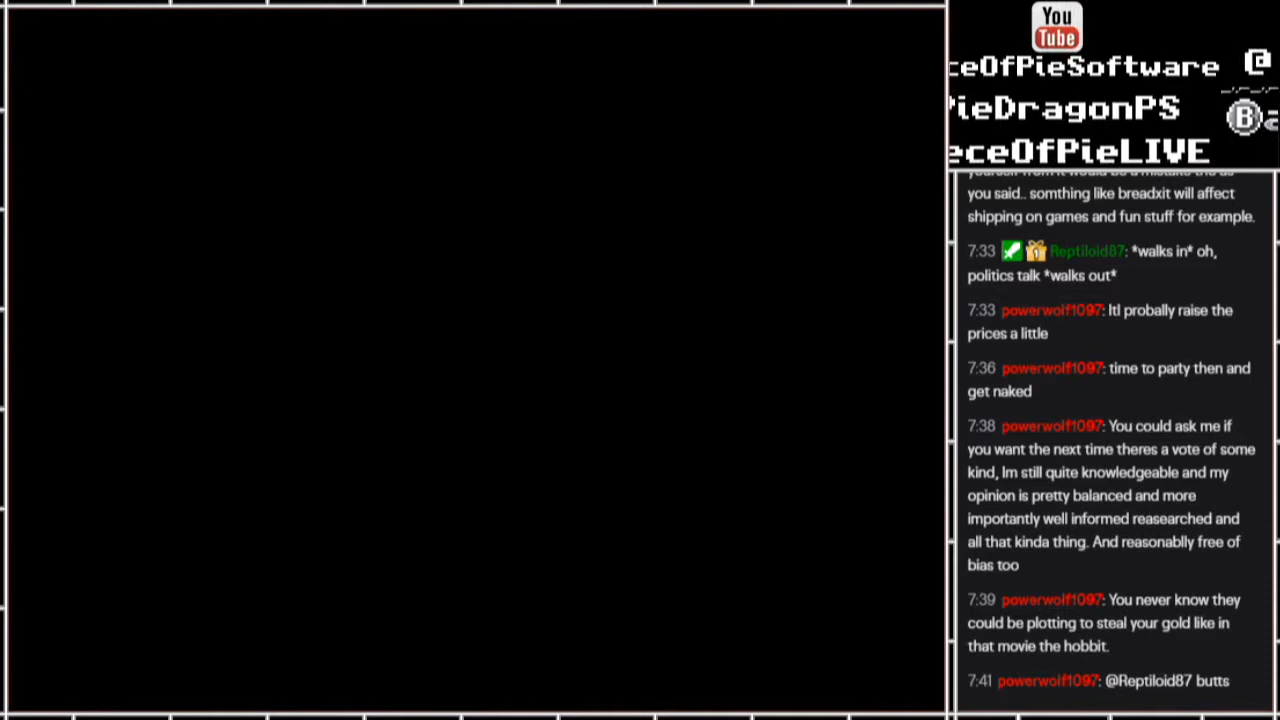 You
Tube
ceOfPieSoftware @
PieDragonPS B
eceOfPieLIVE
you said.. somthing like breadxit will affect
shipping on games and fun stuff for example.
7:33 Reptiloid87: *walks in* oh,
politics talk *walks out*
7:33 powerwolf1097: Itl probally raise the
prices a little
7:36 powerwolf1097: time to party then and
get naked
7:38 powerwolf1097: You could ask me if
you want the next time theres a vote of some
kind, Im still quite knowledgeable and my
opinion is pretty balanced and more
importantly well informed reasearched and
all that kinda thing. And reasonablly free of
bias too
7:39 powerwolf1097: You never know they
could be plotting to steal your gold like in
that movie the hobbit.
7:41 powerwolf1097: @Reptiloid87 butts